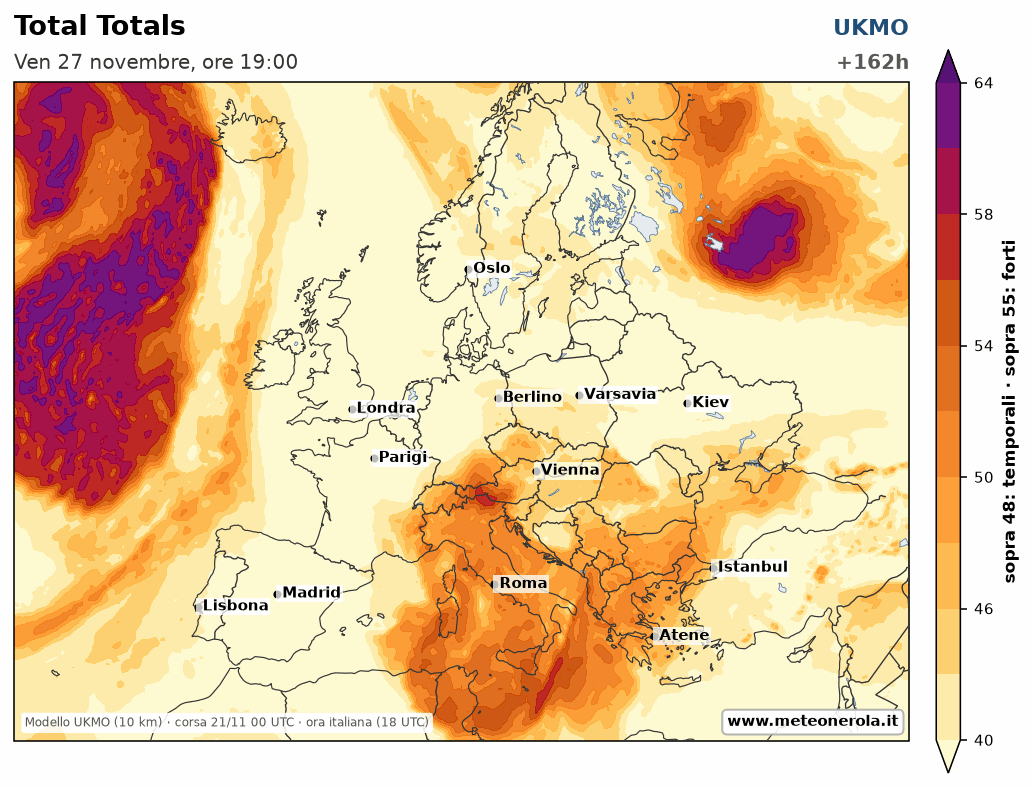 Total Totals
UKMO
Ven 27 novembre, ore 19:00
+162h
64
58
54
50
46
40
sopra 48: temporali · sopra 55: forti
Oslo
Berlino
Varsavia
Kiev
Londra
Parigi
Vienna
Istanbul
Roma
Madrid
Lisbona
Atene
Modello UKMO (10 km) · corsa 21/11 00 UTC · ora italiana (18 UTC)
www.meteonerola.it